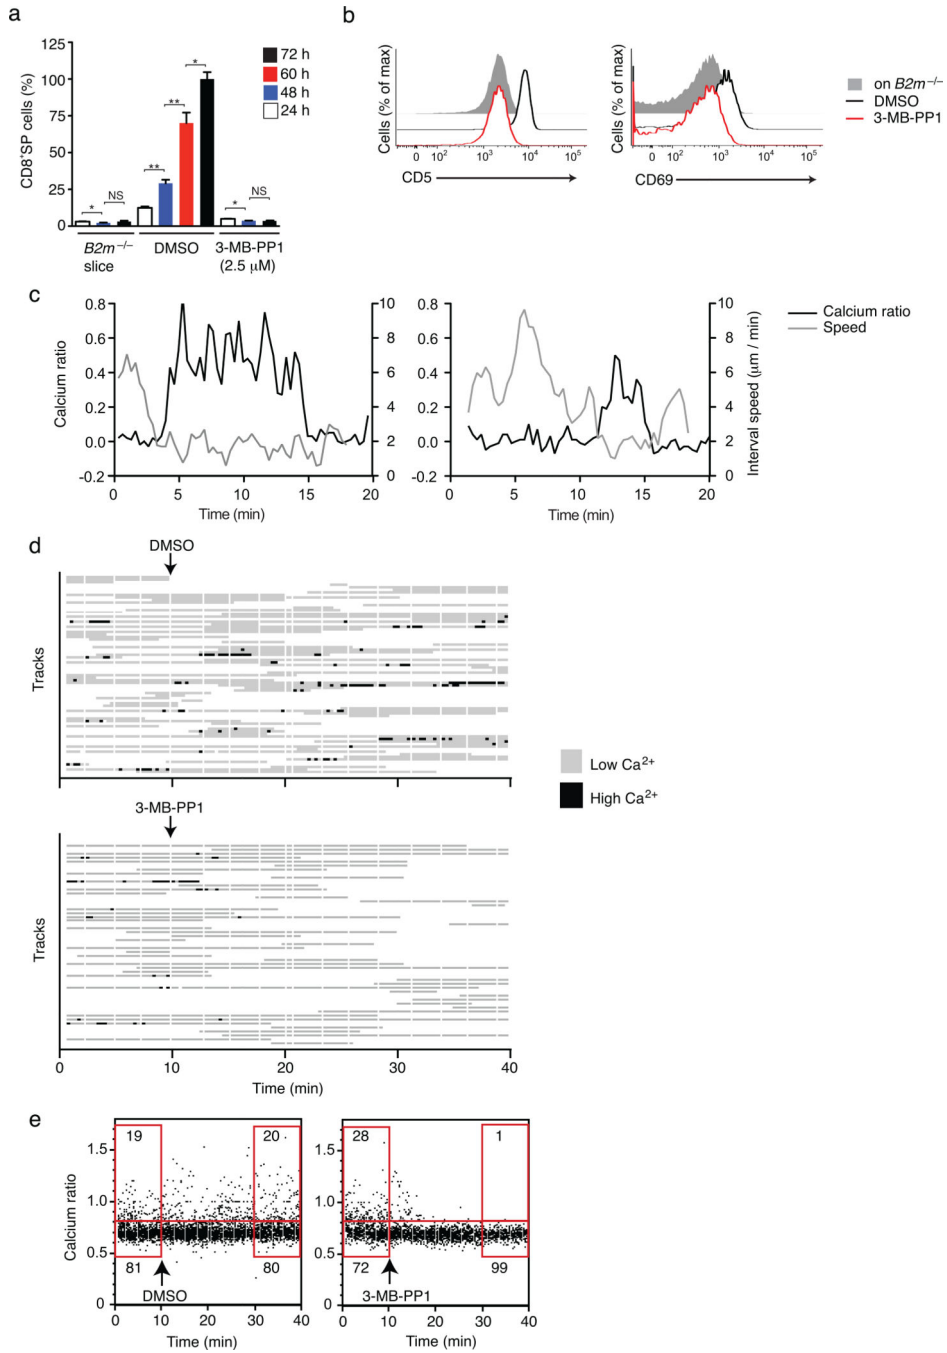 a
CD8⁺SP cells (%)
125
100
75
50
25
0
* NS ** ** * * NS
72 h
60 h
48 h
24 h
B2m⁻/⁻ slice
DMSO
3-MB-PP1 (2.5 µM)
b
Cells (% of max)
0 10² 10³ 10⁴ 10⁵
CD5
Cells (% of max)
0 10² 10³ 10⁴ 10⁵
CD69
on B2m⁻/⁻
DMSO
3-MB-PP1
c
Calcium ratio
0.8
0.6
0.4
0.2
0.0
-0.2
10
8
6
4
2
0
0 5 10 15 20
Time (min)
0.8
0.6
0.4
0.2
0.0
-0.2
10
8
6
4
2
0
Interval speed (µm / min)
0 5 10 15 20
Time (min)
Calcium ratio
Speed
d
DMSO
Tracks
3-MB-PP1
Tracks
0 10 20 30 40
Time (min)
Low Ca²⁺
High Ca²⁺
e
Calcium ratio
1.5
1.0
0.5
0
19 20
81 80
DMSO
0 10 20 30 40
Time (min)
1.5
1.0
0.5
0
28 1
72 99
3-MB-PP1
0 10 20 30 40
Time (min)